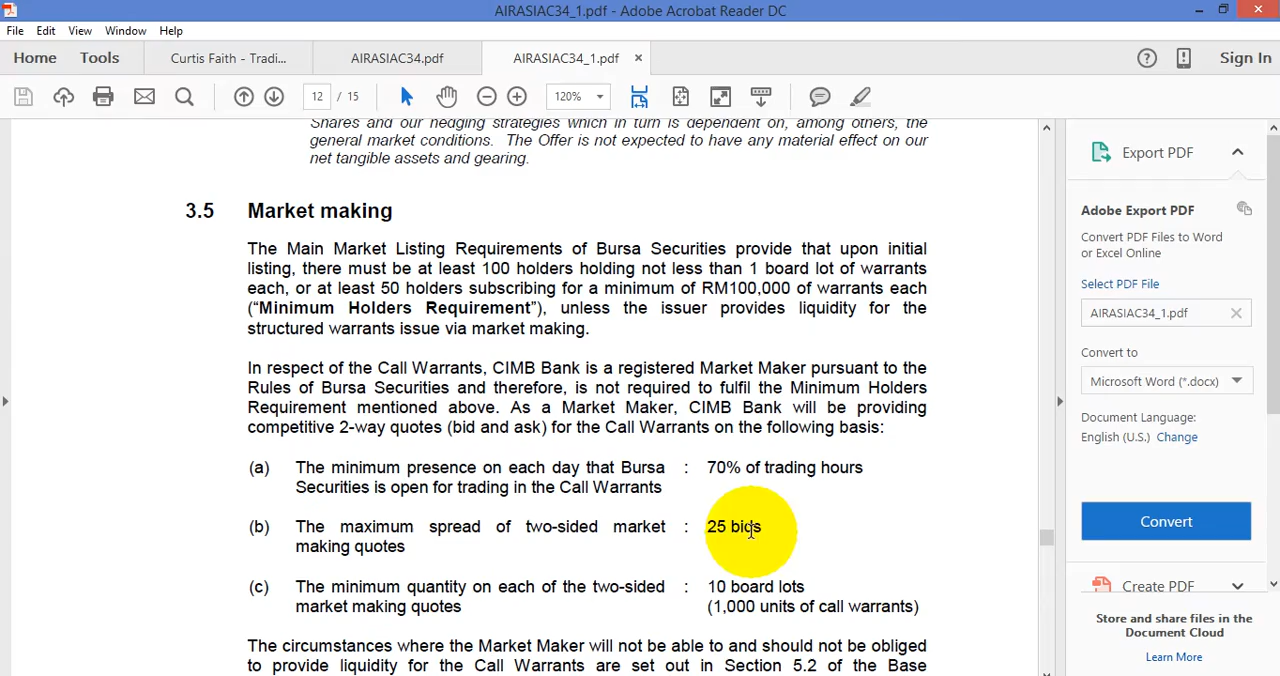 AIRASIAC34_1.pdf - Adobe Acrobat Reader DC
File Edit View Window Help
Home Tools Curtis Faith - Tradi... AIRASIAC34.pdf AIRASIAC34_1.pdf × Sign In
12 / 15 120%
Shares and our hedging strategies which in turn is dependent on, among others, the
general market conditions. The Offer is not expected to have any material effect on our
net tangible assets and gearing.
3.5 Market making
The Main Market Listing Requirements of Bursa Securities provide that upon initial
listing, there must be at least 100 holders holding not less than 1 board lot of warrants
each, or at least 50 holders subscribing for a minimum of RM100,000 of warrants each
(“Minimum Holders Requirement”), unless the issuer provides liquidity for the
structured warrants issue via market making.
In respect of the Call Warrants, CIMB Bank is a registered Market Maker pursuant to the
Rules of Bursa Securities and therefore, is not required to fulfil the Minimum Holders
Requirement mentioned above. As a Market Maker, CIMB Bank will be providing
competitive 2-way quotes (bid and ask) for the Call Warrants on the following basis:
(a) The minimum presence on each day that Bursa : 70% of trading hours
Securities is open for trading in the Call Warrants
(b) The maximum spread of two-sided market : 25 bids
making quotes
(c) The minimum quantity on each of the two-sided : 10 board lots
market making quotes (1,000 units of call warrants)
The circumstances where the Market Maker will not be able to and should not be obliged
to provide liquidity for the Call Warrants are set out in Section 5.2 of the Base
Export PDF
Adobe Export PDF
Convert PDF Files to Word
or Excel Online
Select PDF File
AIRASIAC34_1.pdf
Convert to
Microsoft Word (*.docx)
Document Language:
English (U.S.) Change
Convert
Create PDF
Store and share files in the
Document Cloud
Learn More